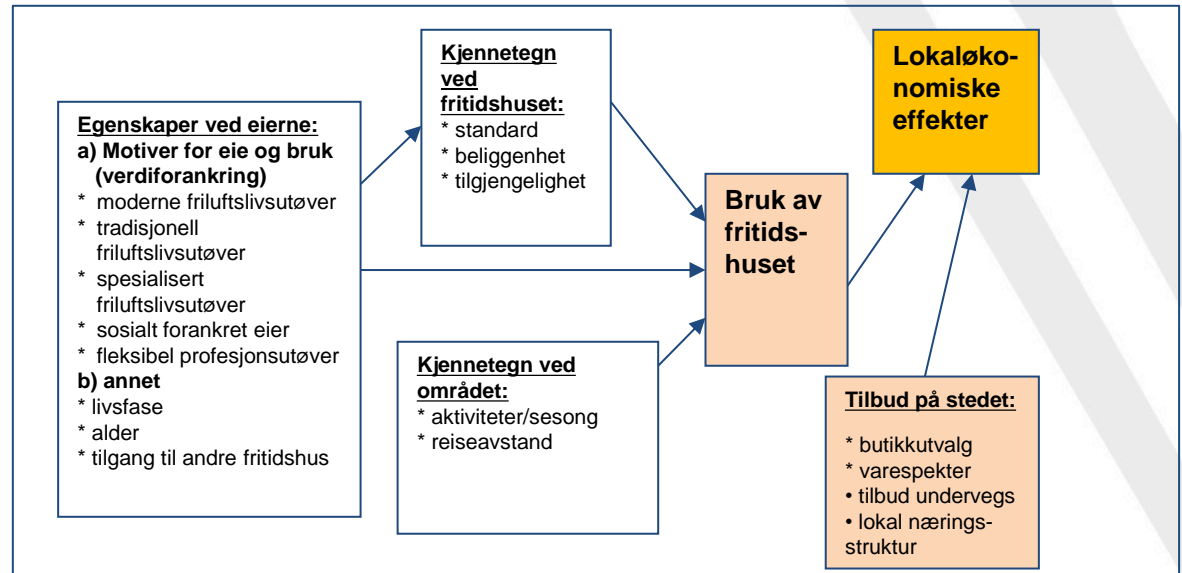 Egenskaper ved eierne:
a) Motiver for eie og bruk
(verdiforankring)
* moderne friluftslivsutøver
* tradisjonell
friluftslivsutøver
* spesialisert
friluftslivsutøver
* sosialt forankret eier
* fleksibel profesjonsutøver
b) annet
* livsfase
* alder
* tilgang til andre fritidshus
Kjennetegn
ved
fritidshuset:
* standard
* beliggenhet
* tilgjengelighet
Kjennetegn ved
området:
* aktiviteter/sesong
* reiseavstand
Bruk av
fritids-
huset
Lokaløko-
nomiske
effekter
Tilbud på stedet:
* butikkutvalg
* varespekter
• tilbud undervegs
• lokal nærings-
struktur